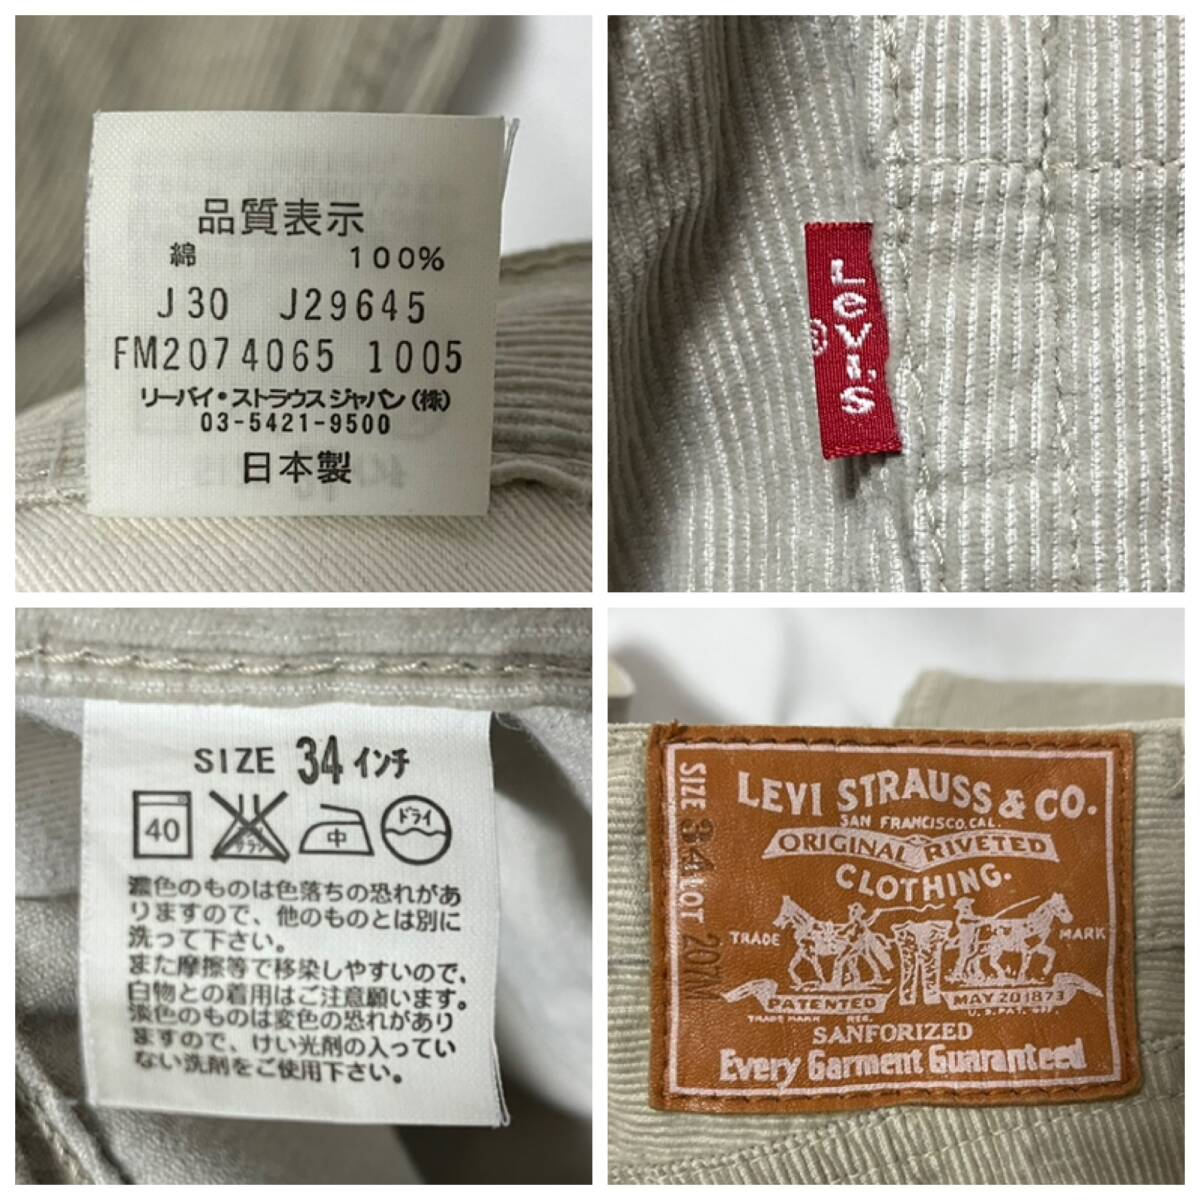 品質表示
綿 100%
J30 J29645
FM2074065 1005
リーバイ・ストラウスジャパン(株)
03-5421-9500
日本製
Levi's
®
SIZE 34インチ
40
中
ドライ
濃色のものは色落ちの恐れがあ
りますので、他のものとは別に
洗って下さい。
また摩擦等で移染しやすいので、
白物との着用はご注意願います。
淡色のものは変色の恐れがあり
ますので、けい光剤の入ってい
ない洗剤をご使用下さい。
SIZE 34 LOT 207M
LEVI STRAUSS & CO.
SAN FRANCISCO, CAL.
ORIGINAL RIVETED
CLOTHING.
TRADE MARK
PATENTED MAY 20 1873
TRADE MARK REG. U.S. PAT. OFF.
SANFORIZED
Every Garment Guaranteed